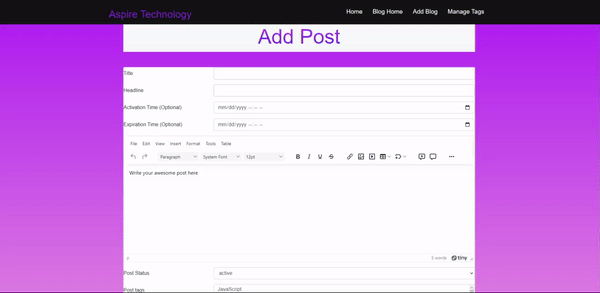 Aspire Technology Home Blog Home Add Blog Manage Tags
Add Post
Title
Headline
Activation Time (Optional) mm/dd/yyyy --:-- --
Expiration Time (Optional) mm/dd/yyyy --:-- --
File Edit View Insert Format Tools Table
Paragraph System Font 12pt B I U S
Write your awesome post here
p 5 words tiny
Post Status active
Post tags JavaScript